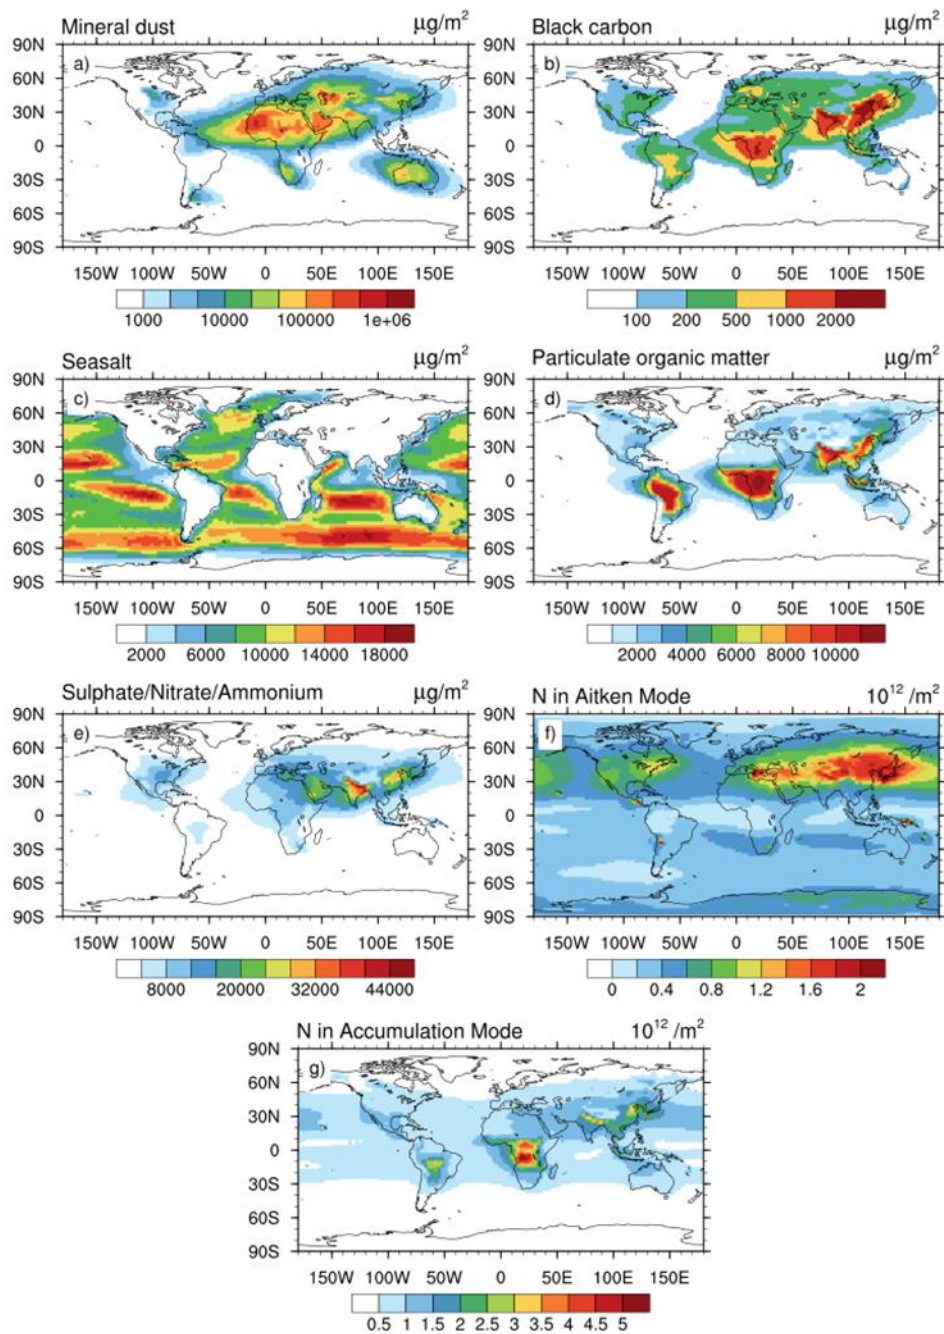 Mineral dust µg/m² Black carbon µg/m²
90N 90N
a) b)
60N 60N
30N 30N
0 0
30S 30S
60S 60S
90S 90S
150W 100W 50W 0 50E 100E 150E 150W 100W 50W 0 50E 100E 150E
1000 10000 100000 1e+06 100 200 500 1000 2000
Seasalt µg/m² Particulate organic matter µg/m²
90N 90N
c) d)
60N 60N
30N 30N
0 0
30S 30S
60S 60S
90S 90S
150W 100W 50W 0 50E 100E 150E 150W 100W 50W 0 50E 100E 150E
2000 6000 10000 14000 18000 2000 4000 6000 8000 10000
Sulphate/Nitrate/Ammonium µg/m² N in Aitken Mode 10¹² /m²
90N 90N
e) f)
60N 60N
30N 30N
0 0
30S 30S
60S 60S
90S 90S
150W 100W 50W 0 50E 100E 150E 150W 100W 50W 0 50E 100E 150E
8000 20000 32000 44000 0 0.4 0.8 1.2 1.6 2
N in Accumulation Mode 10¹² /m²
90N
g)
60N
30N
0
30S
60S
90S
150W 100W 50W 0 50E 100E 150E
0.5 1 1.5 2 2.5 3 3.5 4 4.5 5